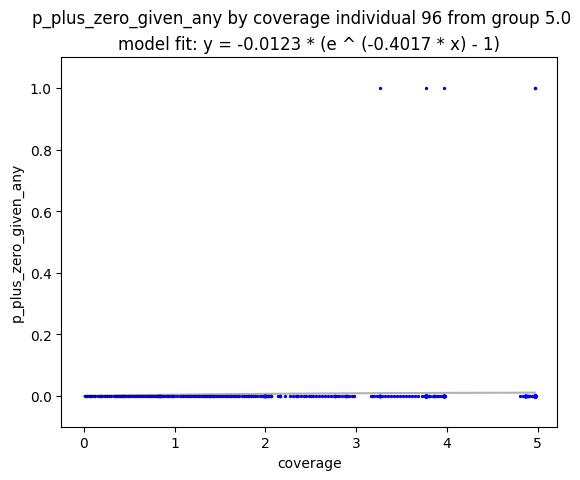 p_plus_zero_given_any by coverage individual 96 from group 5.0
model fit: y = -0.0123 * (e ^ (-0.4017 * x) - 1)
1.0
0.8
0.6
0.4
0.2
0.0
p_plus_zero_given_any
0 1 2 3 4 5
coverage